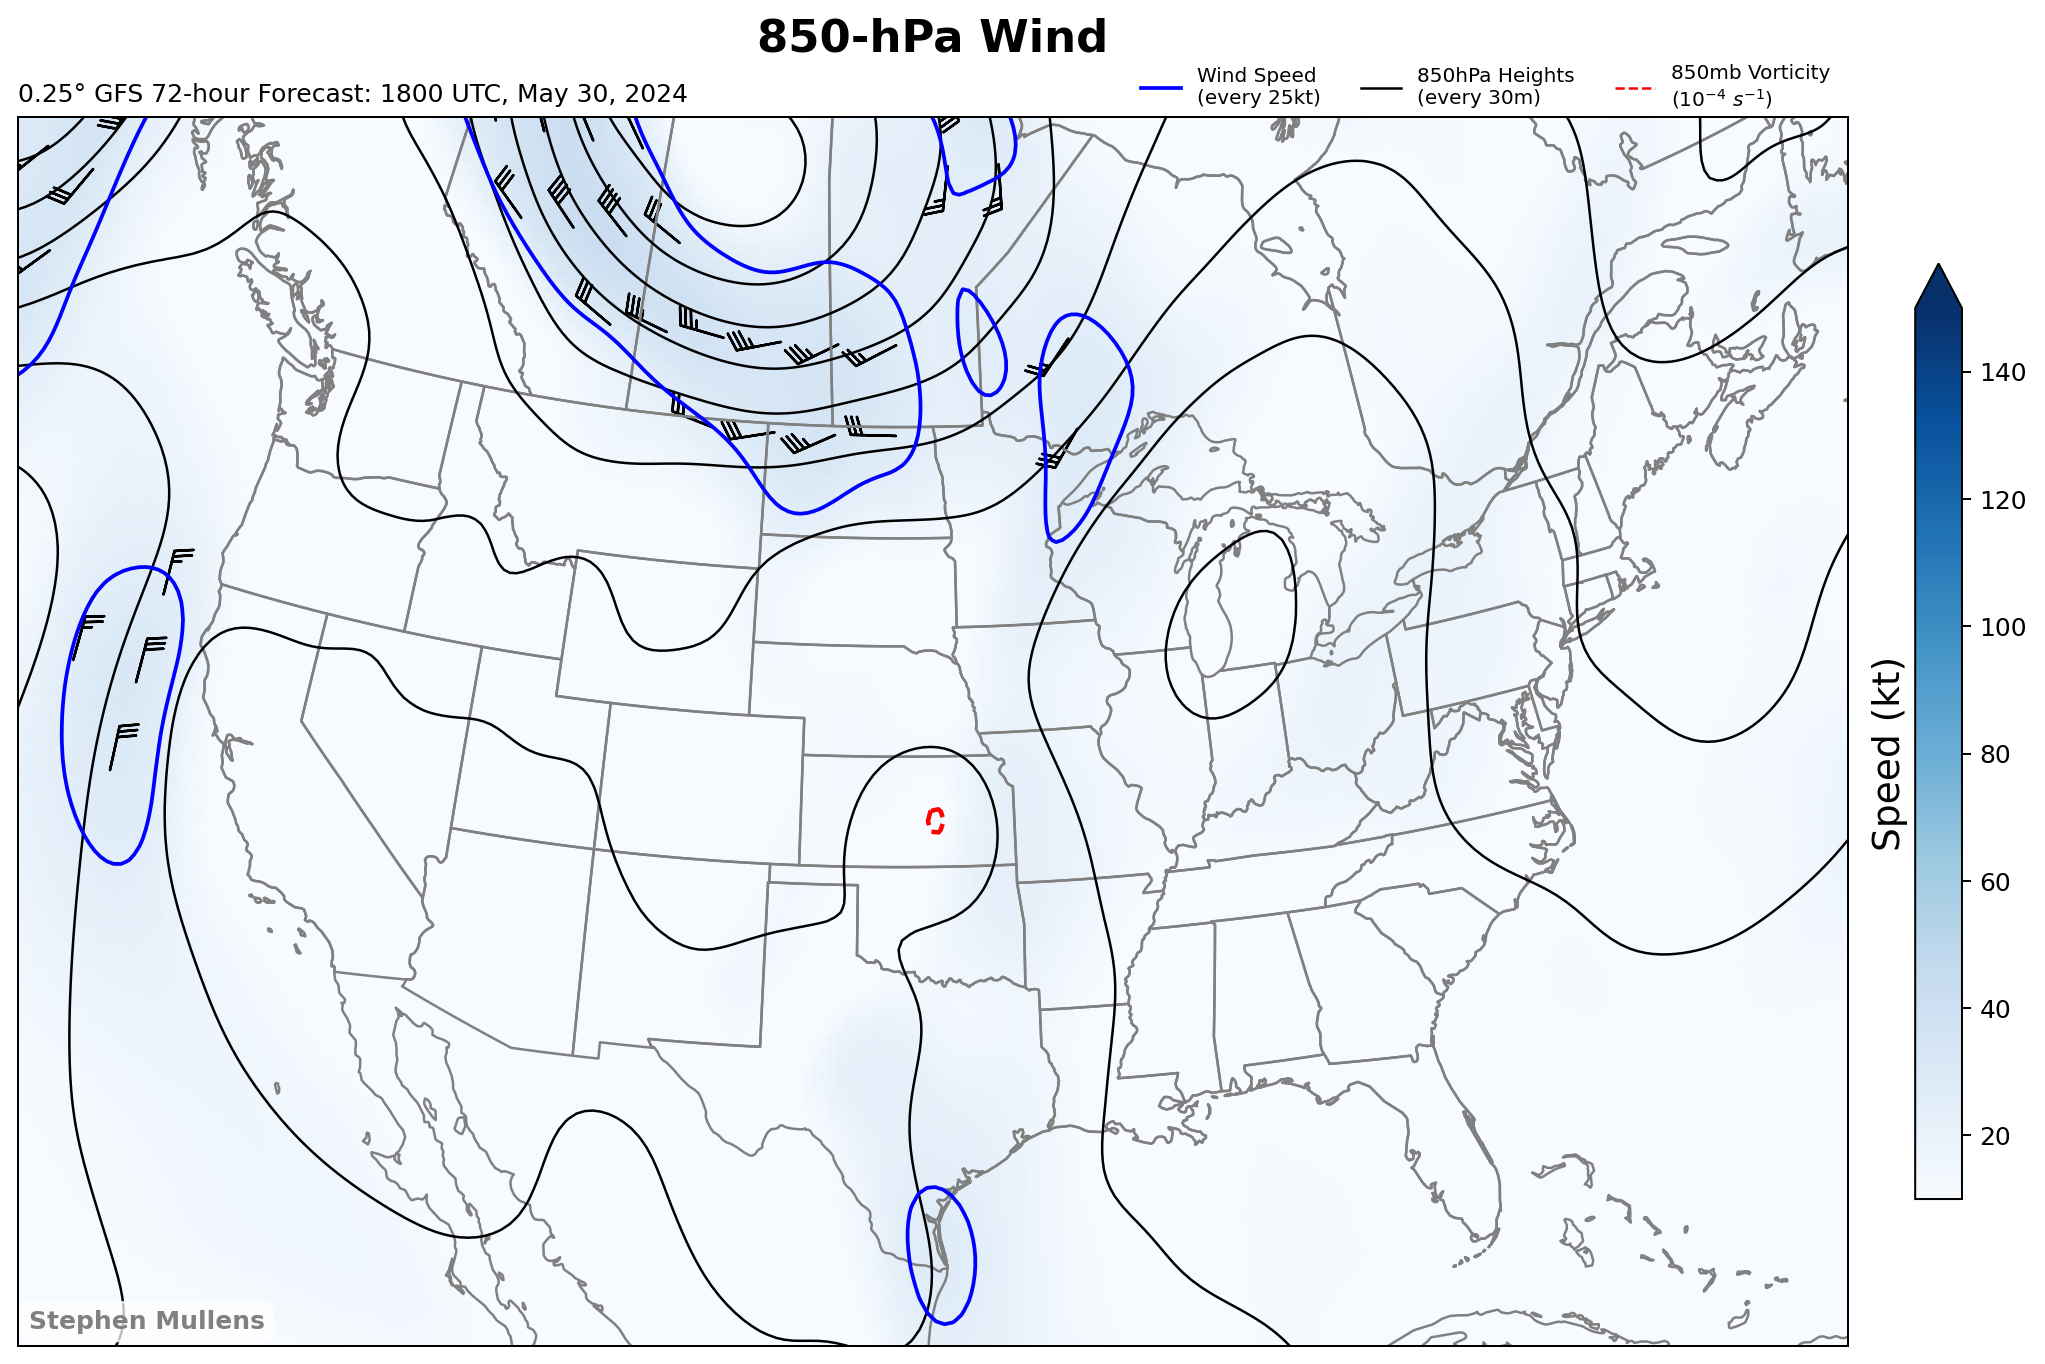 850-hPa Wind
0.25° GFS 72-hour Forecast: 1800 UTC, May 30, 2024
Wind Speed
(every 25kt)
850hPa Heights
(every 30m)
850mb Vorticity
(10⁻⁴ s⁻¹)
140
120
100
80
60
40
20
Speed (kt)
Stephen Mullens